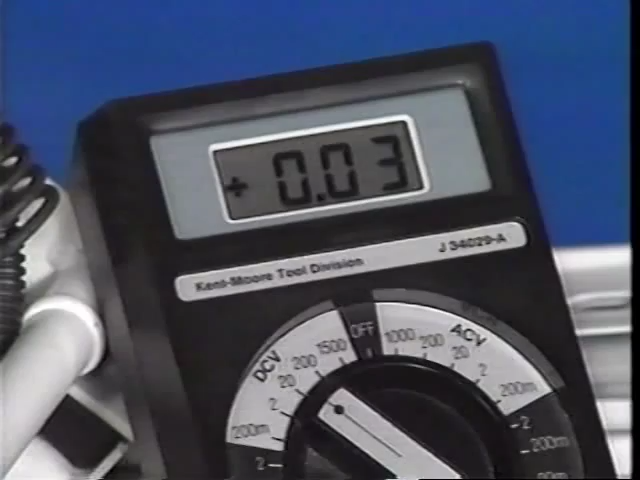 + 0.03
Kent-Moore Tool Division J 34029-A
OFF
DCV 1500 200 20 2 200m
1000 200 20 2 200m ACV
2
2
200m